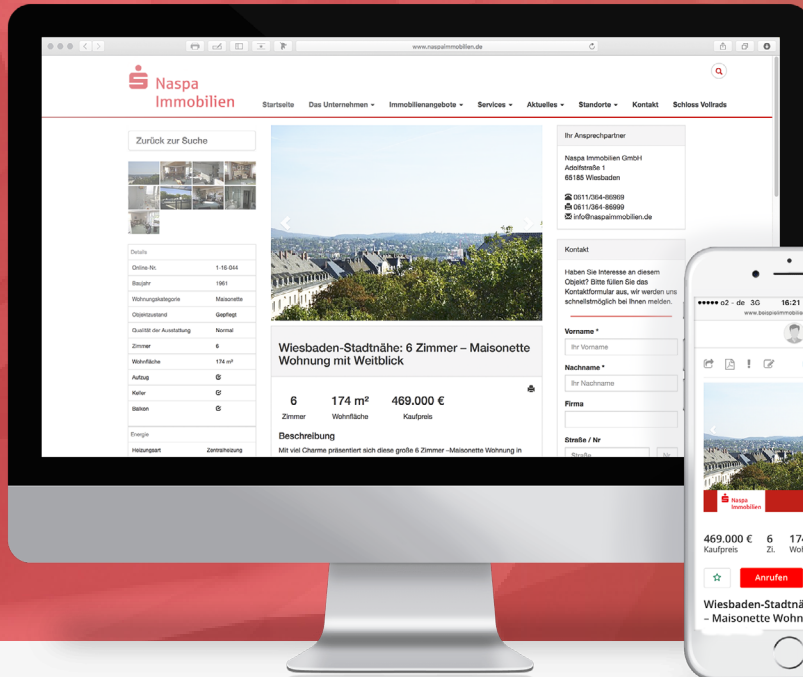 www.naspaimmobilien.de
Naspa
Immobilien
Startseite Das Unternehmen Immobilienangebote Services Aktuelles Standorte Kontakt Schloss Vollrads
Zurück zur Suche
Details
Online-Nr. 1-16-044
Baujahr 1961
Wohnungskategorie Maisonette
Objektzustand Gepflegt
Qualität der Ausstattung Normal
Zimmer 6
Wohnfläche 174 m²
Aufzug
Keller
Balkon
Energie
Heizungsart Zentralheizung
Wiesbaden-Stadtnähe: 6 Zimmer – Maisonette
Wohnung mit Weitblick
6 174 m² 469.000 €
Zimmer Wohnfläche Kaufpreis
Beschreibung
Mit viel Charme präsentiert sich diese große 6 Zimmer –Maisonette Wohnung in
Ihr Ansprechpartner
Naspa Immobilien GmbH
Adolfstraße 1
65185 Wiesbaden
0611/364-86969
0611/364-86999
info@naspaimmobilien.de
Kontakt
Haben Sie Interesse an diesem
Objekt? Bitte füllen Sie das
Kontaktformular aus, wir werden uns
schnellstmöglich bei Ihnen melden.
Vorname *
Ihr Vorname
Nachname *
Ihr Nachname
Firma
Straße / Nr
Straße Nr
o2 - de 3G 16:21
www.beispielimmobilie
Naspa
Immobilien
469.000 € 6 174
Kaufpreis Zi. Woh
Anrufen
Wiesbaden-Stadtnä
– Maisonette Wohn